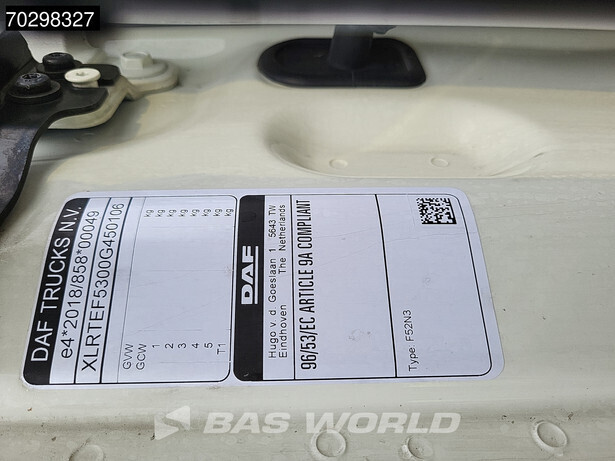 70298327
DAF TRUCKS N.V.
e4*2018/858*00049
XLRTEF5300G450106
GVW kg
GCW kg
1 kg
2 kg
3 kg
4 kg
5 kg
T1 kg
DAF
Hugo v. d. Goeslaan 1, 5643 TW
Eindhoven The Netherlands
96/53/EC ARTICLE 9A COMPLIANT
Type F52N3
BAS WORLD